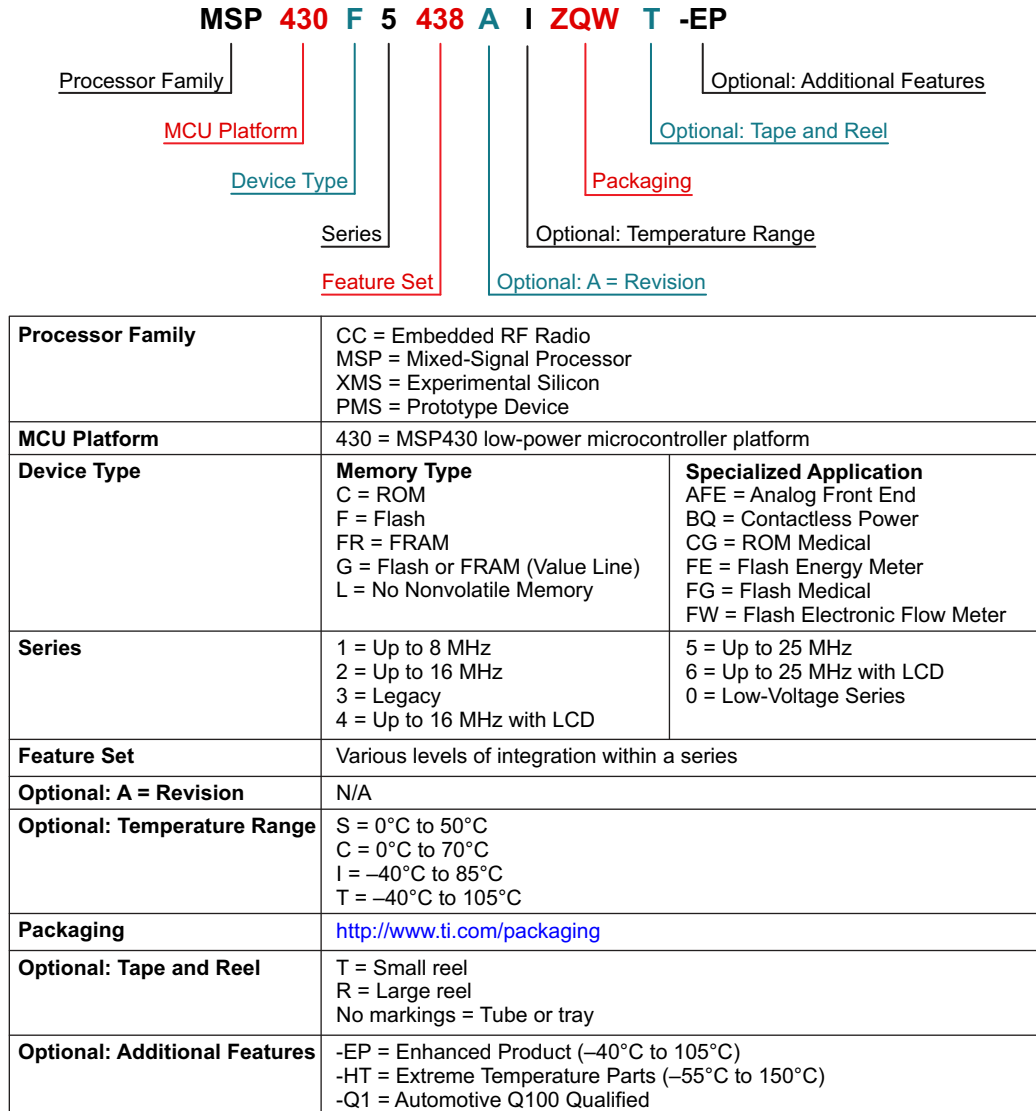 MSP 430 F 5 438 A I ZQW T -EP
Processor Family
Optional: Additional Features
MCU Platform
Optional: Tape and Reel
Device Type
Packaging
Series
Optional: Temperature Range
Feature Set
Optional: A = Revision
Processor Family
CC = Embedded RF Radio
MSP = Mixed-Signal Processor
XMS = Experimental Silicon
PMS = Prototype Device
MCU Platform
430 = MSP430 low-power microcontroller platform
Device Type
Memory Type
C = ROM
F = Flash
FR = FRAM
G = Flash or FRAM (Value Line)
L = No Nonvolatile Memory
Specialized Application
AFE = Analog Front End
BQ = Contactless Power
CG = ROM Medical
FE = Flash Energy Meter
FG = Flash Medical
FW = Flash Electronic Flow Meter
Series
1 = Up to 8 MHz
2 = Up to 16 MHz
3 = Legacy
4 = Up to 16 MHz with LCD
5 = Up to 25 MHz
6 = Up to 25 MHz with LCD
0 = Low-Voltage Series
Feature Set
Various levels of integration within a series
Optional: A = Revision
N/A
Optional: Temperature Range
S = 0°C to 50°C
C = 0°C to 70°C
I = –40°C to 85°C
T = –40°C to 105°C
Packaging
http://www.ti.com/packaging
Optional: Tape and Reel
T = Small reel
R = Large reel
No markings = Tube or tray
Optional: Additional Features
-EP = Enhanced Product (–40°C to 105°C)
-HT = Extreme Temperature Parts (–55°C to 150°C)
-Q1 = Automotive Q100 Qualified